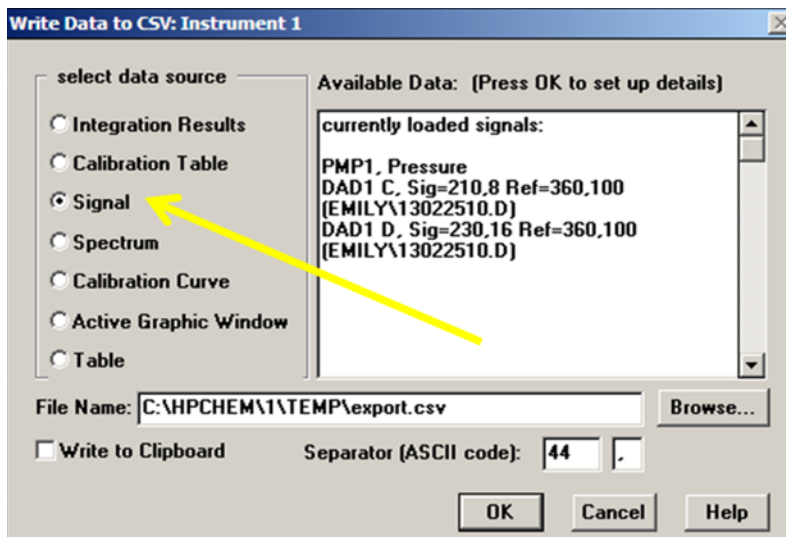 Write Data to CSV: Instrument 1
select data source
Integration Results
Calibration Table
Signal
Spectrum
Calibration Curve
Active Graphic Window
Table
Available Data: (Press OK to set up details)
currently loaded signals:
PMP1, Pressure
DAD1 C, Sig=210,8 Ref=360,100
(EMILY\13022510.D)
DAD1 D, Sig=230,16 Ref=360,100
(EMILY\13022510.D)
File Name: C:\HPCHEM\1\TEMP\export.csv Browse...
Write to Clipboard Separator (ASCII code): 44 ,
OK Cancel Help